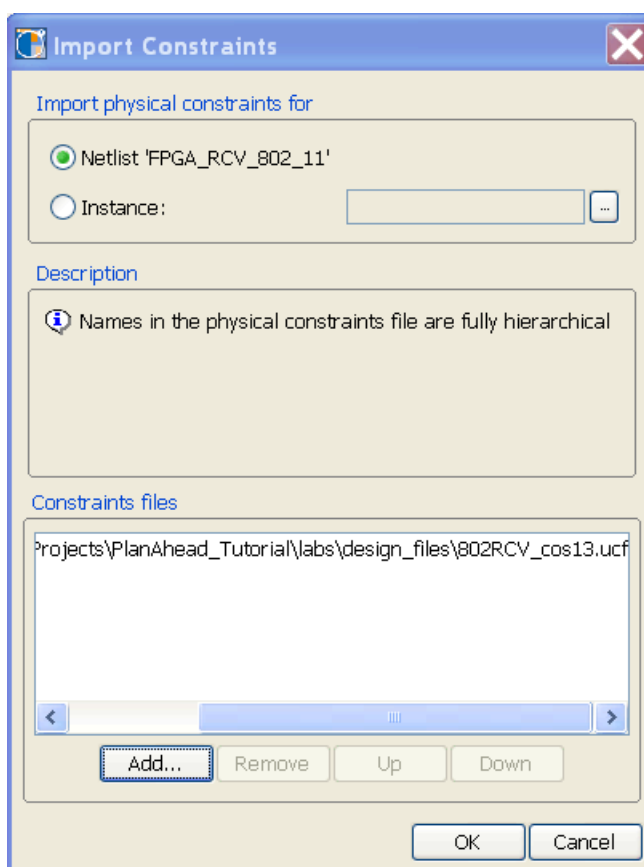 Import Constraints
Import physical constraints for
Netlist 'FPGA_RCV_802_11'
Instance:
...
Description
Names in the physical constraints file are fully hierarchical
Constraints files
Projects\PlanAhead_Tutorial\labs\design_files\802RCV_cos13.ucf
Add... Remove Up Down
OK Cancel